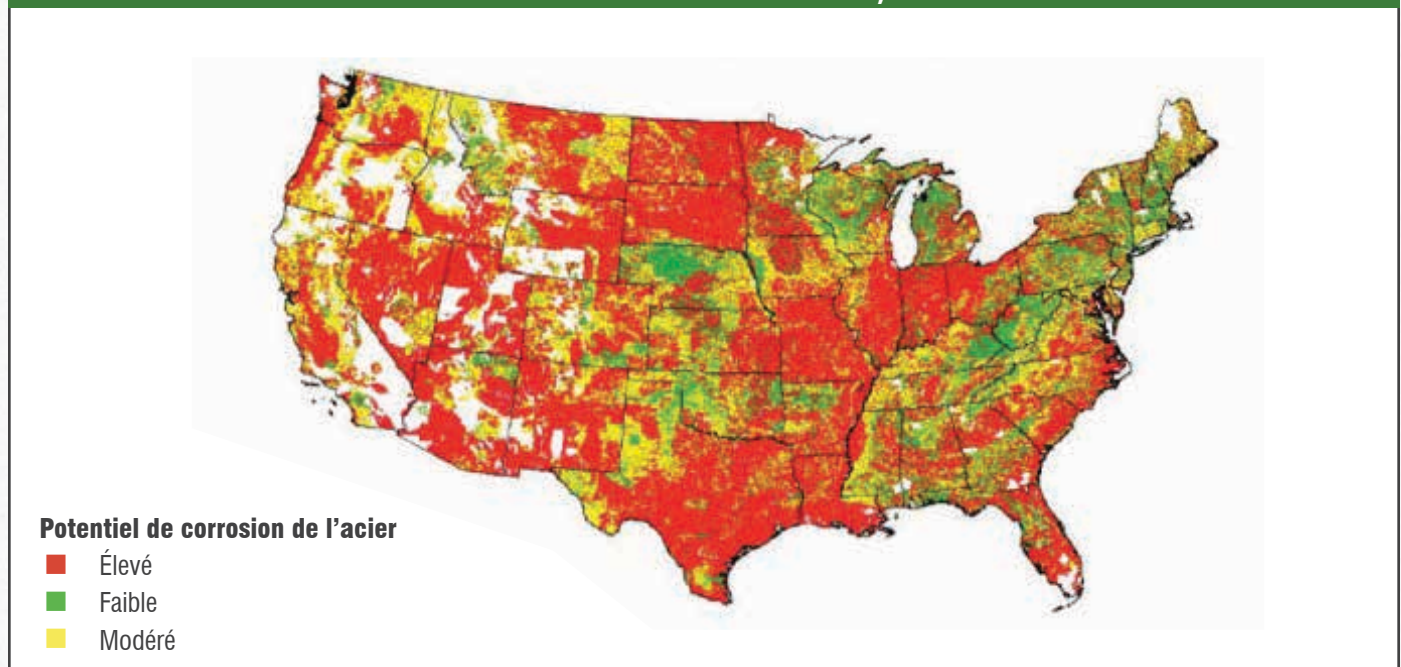 Potentiel de corrosion de l’acier
Élevé
Faible
Modéré